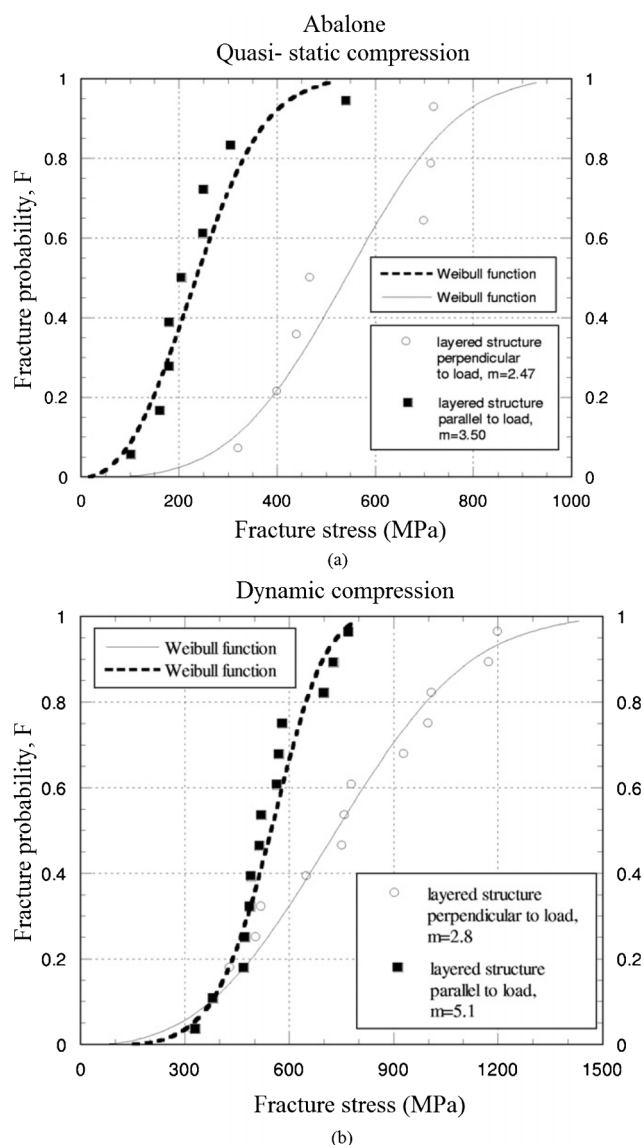 Abalone
Quasi- static compression
1
0.8
0.6
0.4
0.2
0
1
0.8
0.6
0.4
0.2
0
0
200
400
600
800
1000
Fracture probability, F
Weibull function
Weibull function
layered structure
perpendicular
to load, m=2.47
layered structure
parallel to load,
m=3.50
Fracture stress (MPa)
(a)
Dynamic compression
1
0.8
0.6
0.4
0.2
0
1
0.8
0.6
0.4
0.2
0
0
300
600
900
1200
1500
Fracture probability, F
Weibull function
Weibull function
layered structure
perpendicular to load,
m=2.8
layered structure
parallel to load,
m=5.1
Fracture stress (MPa)
(b)